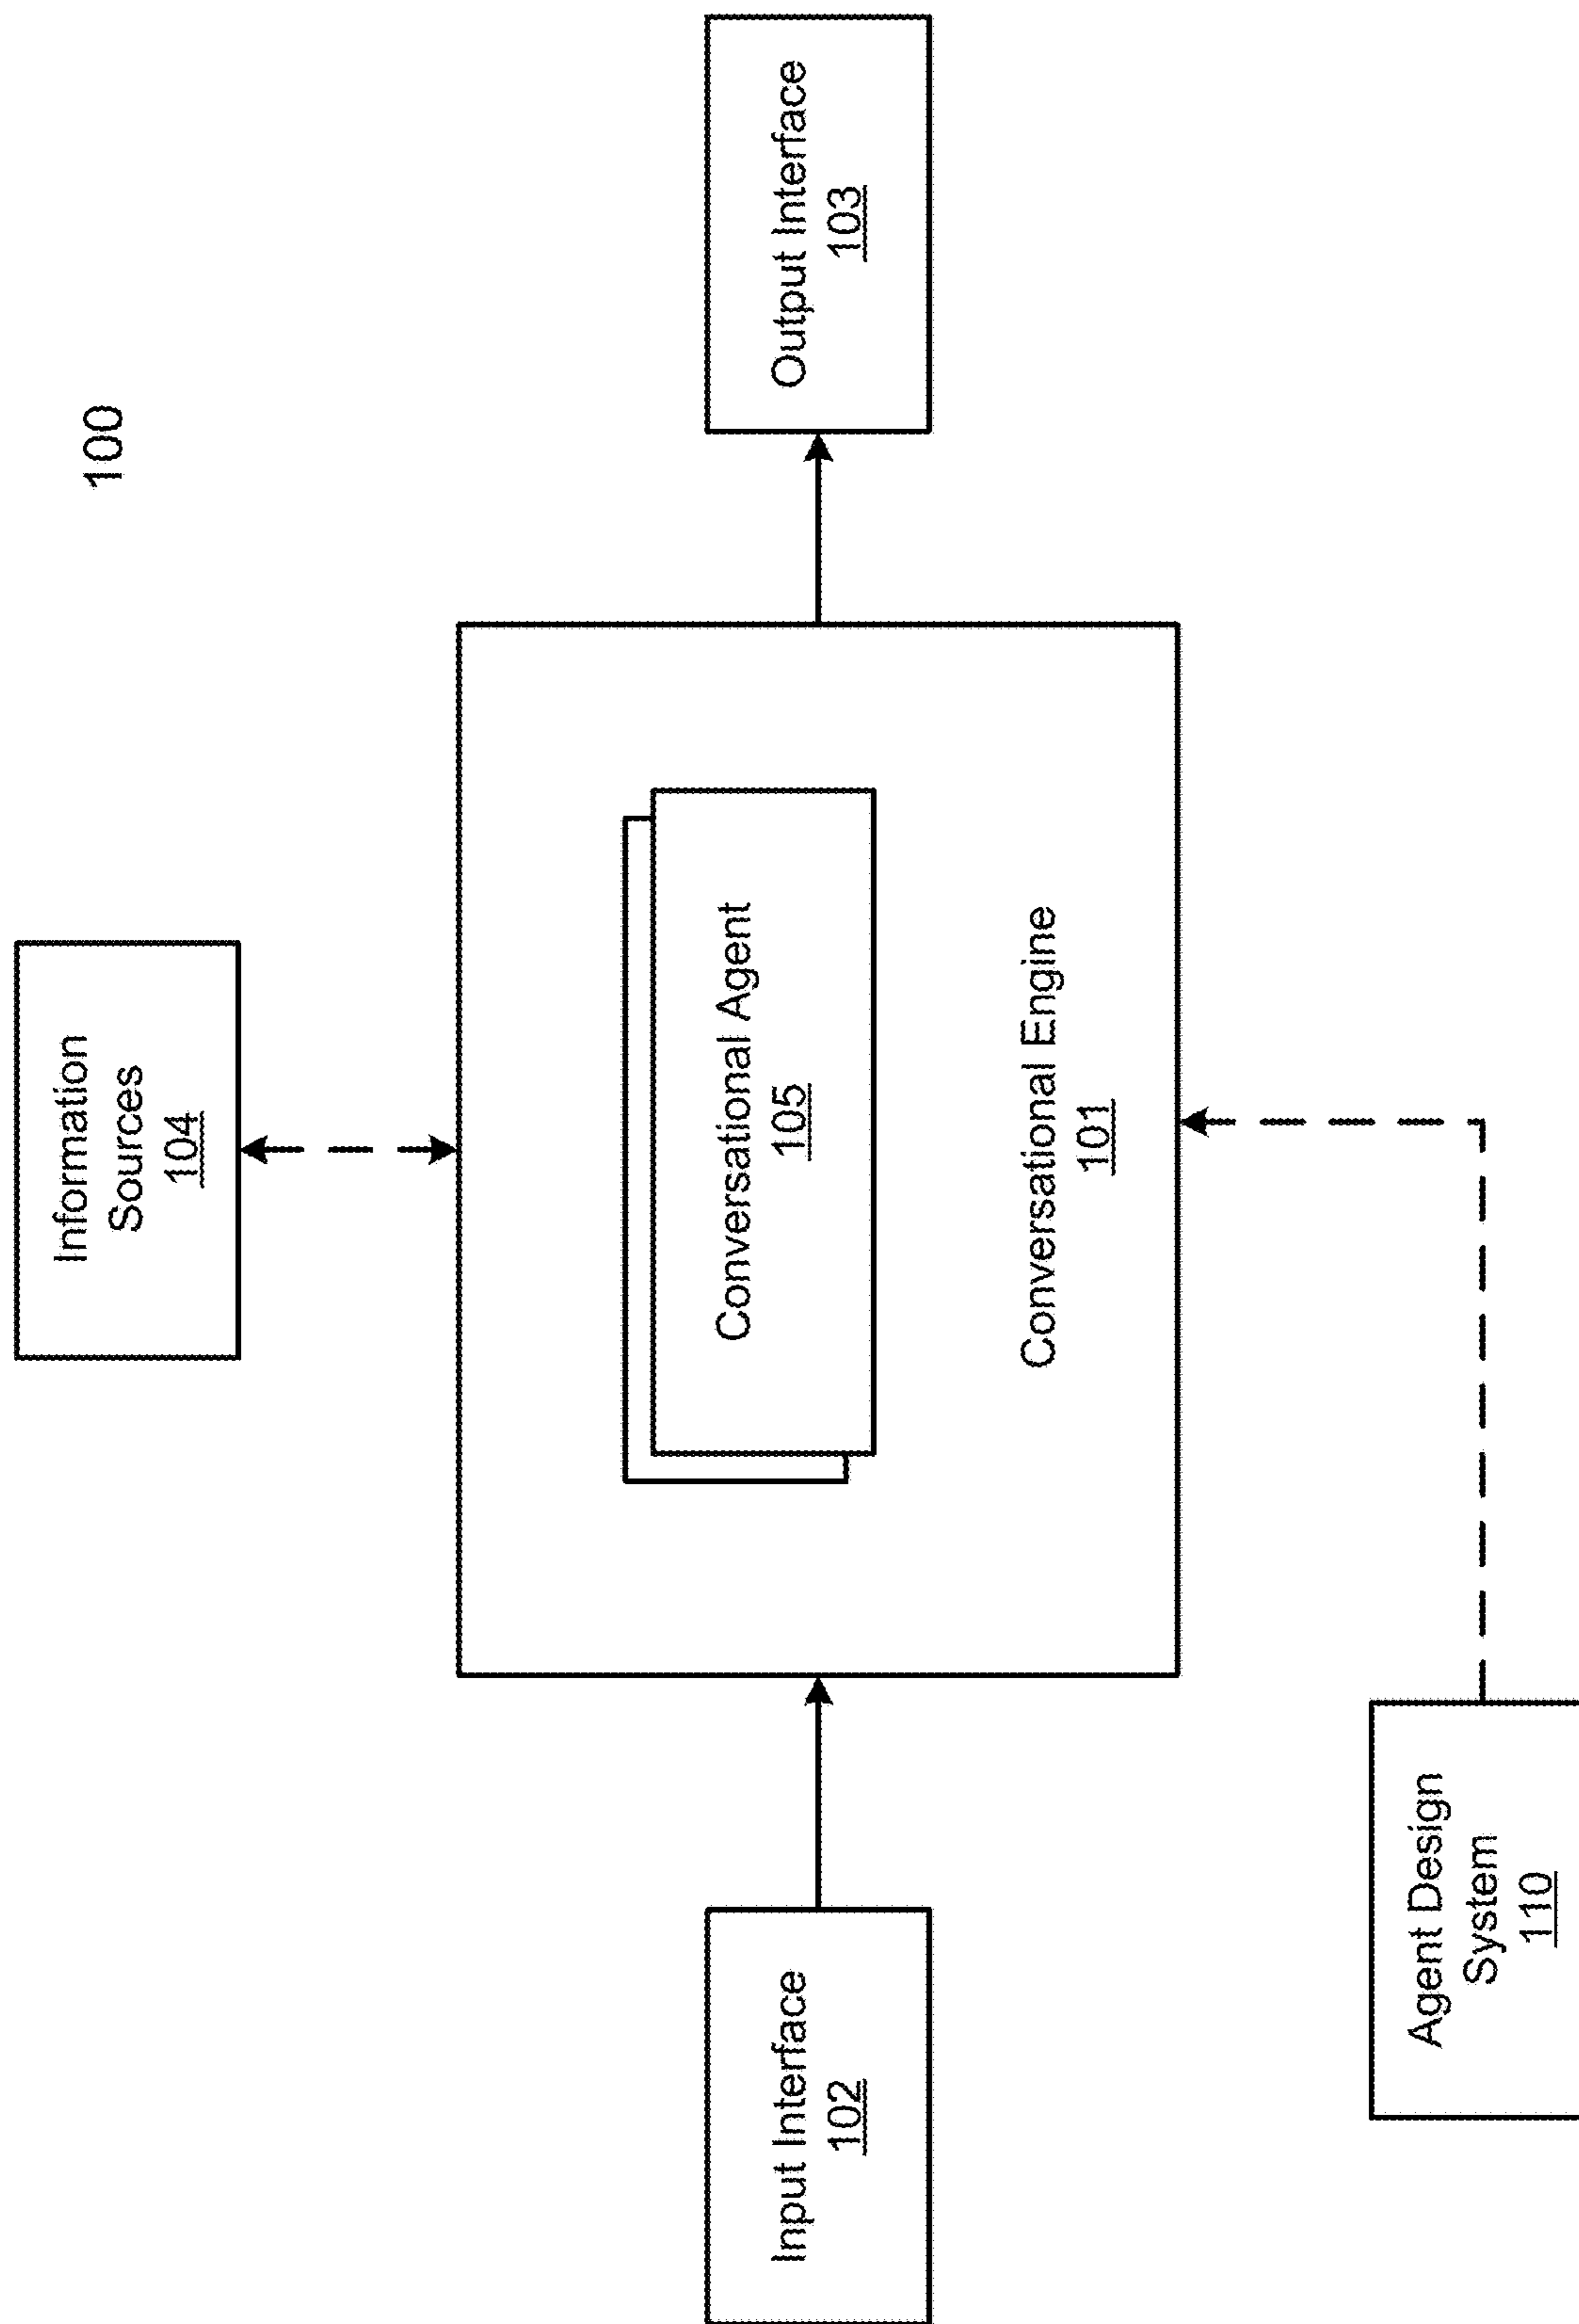 100
Information
Sources
104
Input Interface
102
Conversational Agent
105
Conversational Engine
101
Output Interface
103
Agent Design
System
110